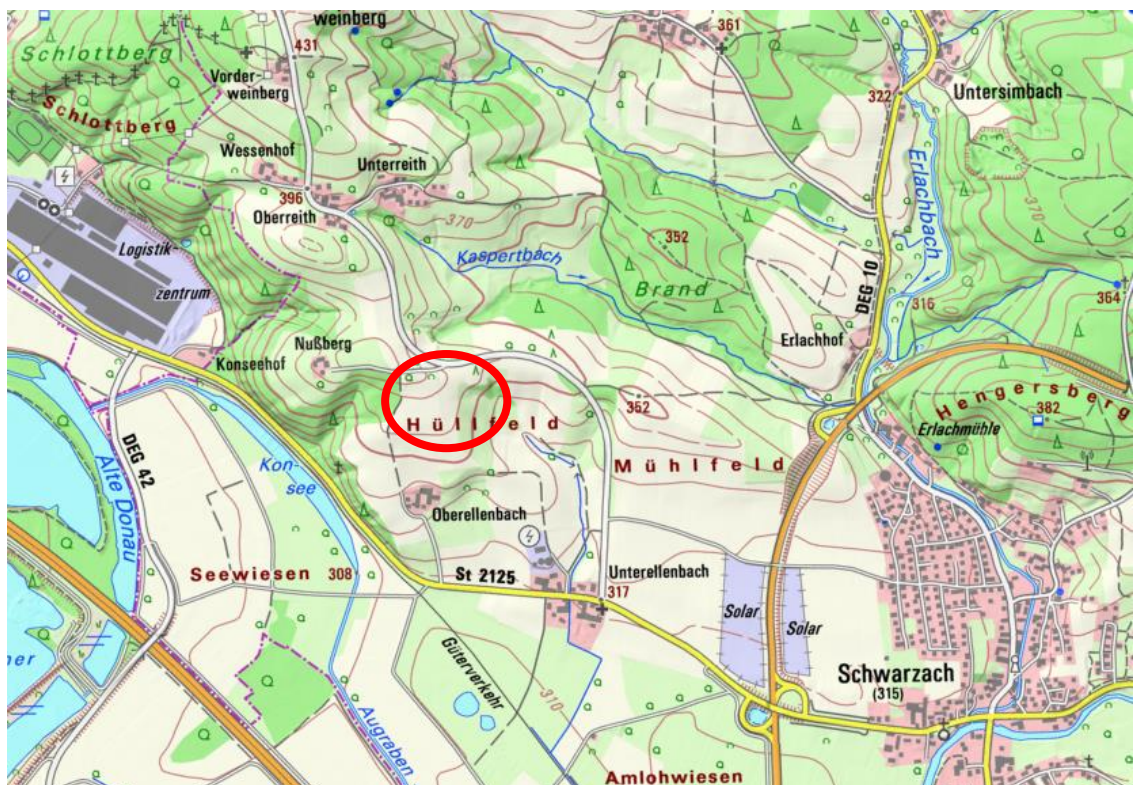 weinberg
361
431
Schlottberg
Vorder-
weinberg
Schlottberg
322
Untersimbach
Wessenhof
Unterreith
Erlachbach
396
Oberreith
370
370
352
Logistik-
zentrum
Kaspertbach
Brand
DEG 10
316
364
Nußberg
Konseehof
Erlachhof
Hengersberg
382
Erlachmühle
352
Hüllfeld
Mühlfeld
DEG 42
Alte Donau
Kon-
see
Oberellenbach
Seewiesen
308
St 2125
Unterellenbach
317
Solar
Solar
Schwarzach
(315)
ner
Güterverkehr
310
Augraben
Amlohwiesen